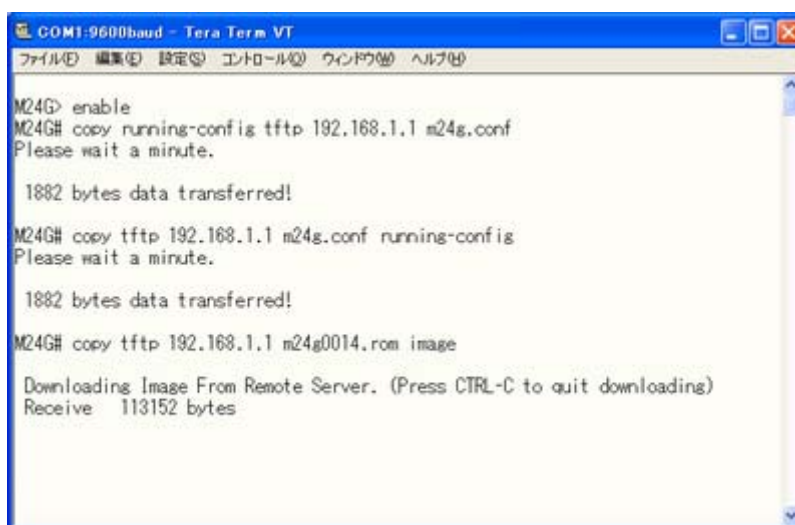 COM1:9600baud - Tera Term VT
ファイル(F) 編集(E) 設定(S) コントロール(O) ウィンドウ(W) ヘルプ(H)
M24G> enable
M24G# copy running-config tftp 192.168.1.1 m24g.conf
Please wait a minute.
1882 bytes data transferred!
M24G# copy tftp 192.168.1.1 m24g.conf running-config
Please wait a minute.
1882 bytes data transferred!
M24G# copy tftp 192.168.1.1 m24g0014.rom image
Downloading Image From Remote Server. (Press CTRL-C to quit downloading)
Receive 113152 bytes